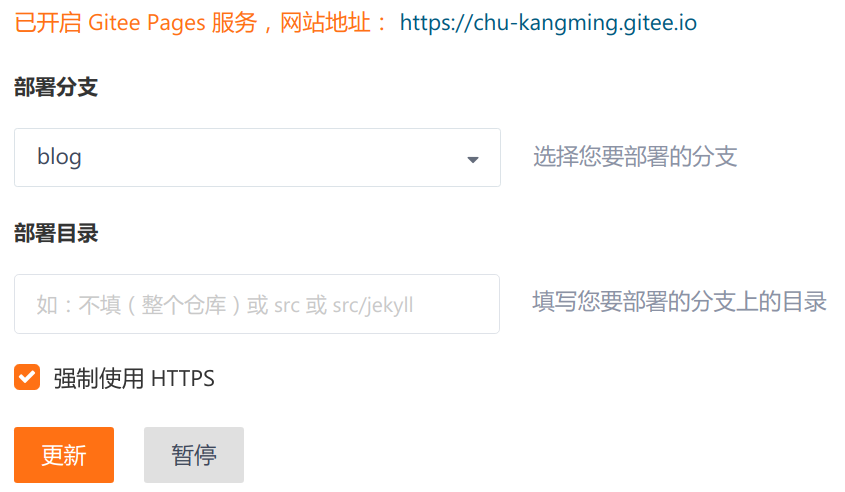 已开启 Gitee Pages 服务，网站地址： https://chu-kangming.gitee.io
部署分支
blog
选择您要部署的分支
部署目录
如：不填（整个仓库）或 src 或 src/jekyll
填写您要部署的分支上的目录
强制使用 HTTPS
更新
暂停